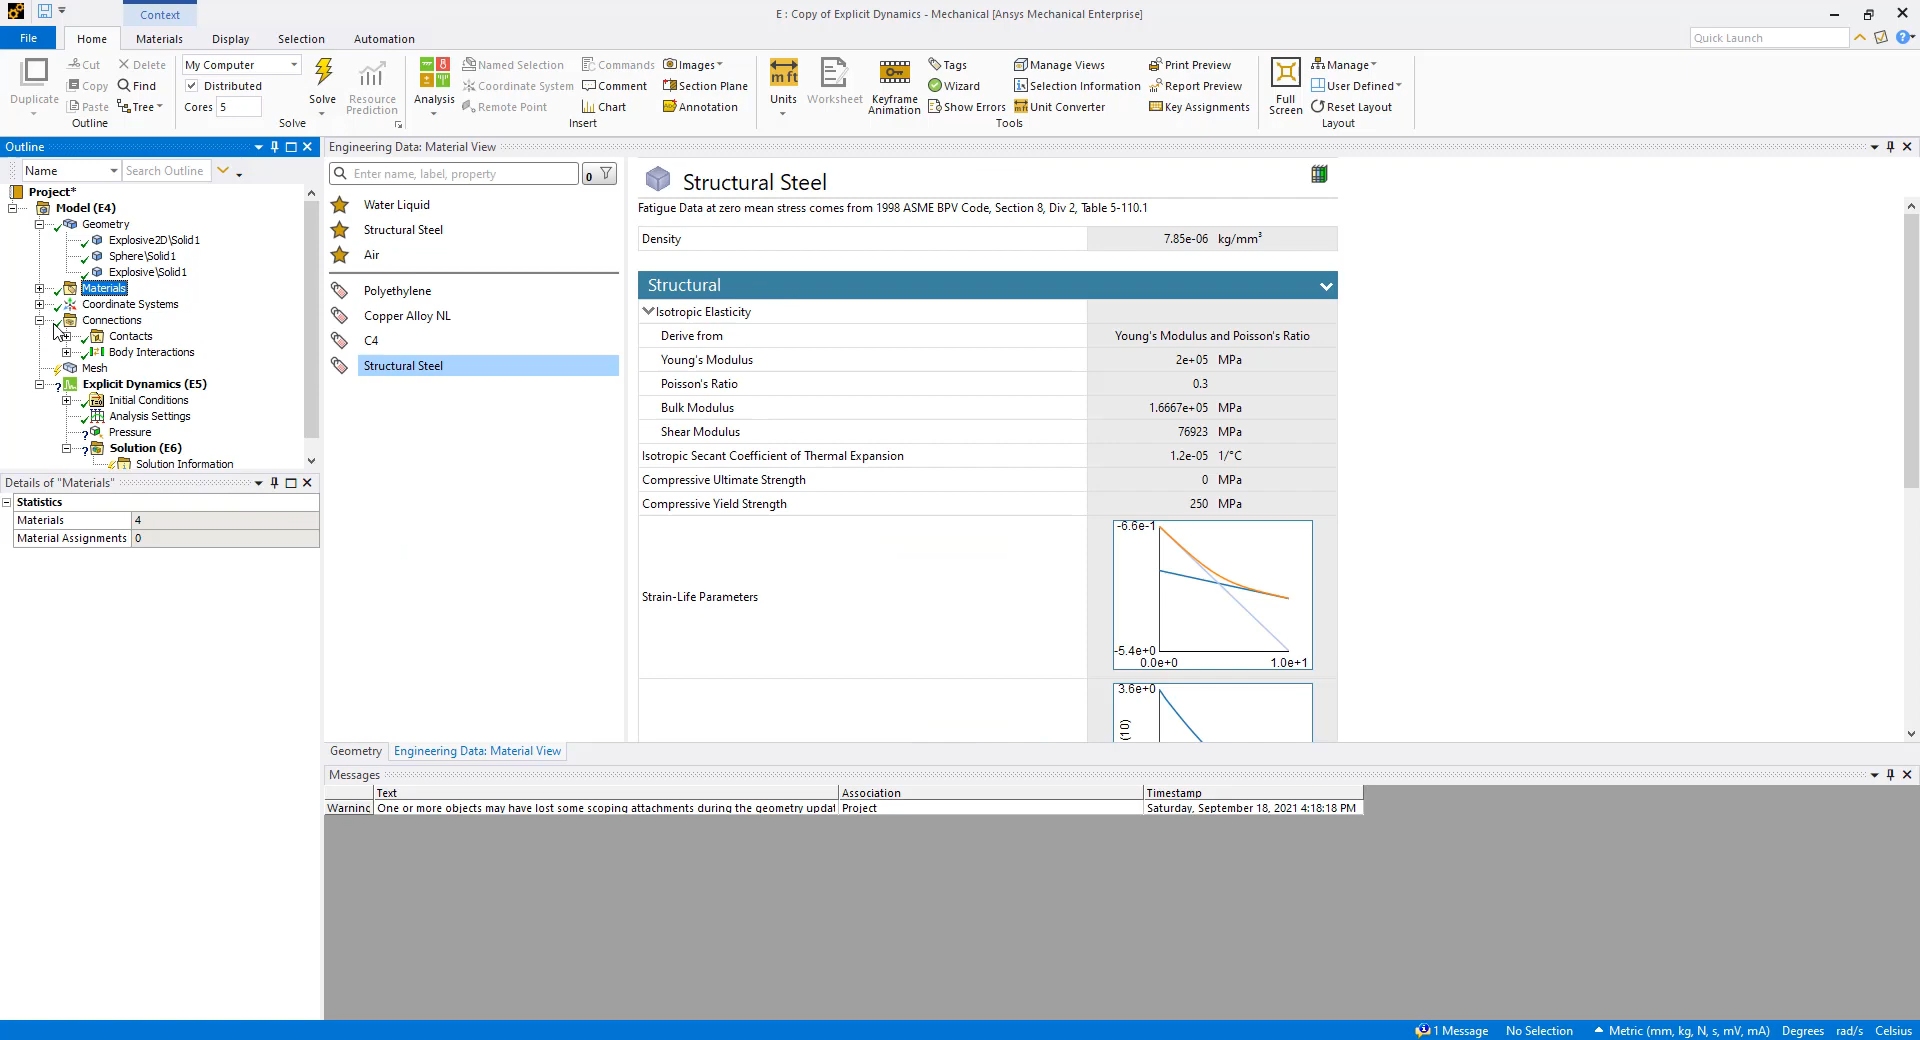 Context
E : Copy of Explicit Dynamics - Mechanical [Ansys Mechanical Enterprise]
File
Home
Materials
Display
Selection
Automation
Quick Launch
Duplicate
Cut
Copy
Paste
Delete
Find
Tree
Outline
My Computer
Distributed
Cores 5
Solve
Resource Prediction
Solve
Analysis
Named Selection
Coordinate System
Remote Point
Commands
Comment
Chart
Images
Section Plane
Annotation
Insert
Units
Worksheet
Keyframe Animation
Tags
Wizard
Show Errors
Manage Views
Selection Information
Unit Converter
Print Preview
Report Preview
Key Assignments
Tools
Full Screen
Manage
User Defined
Reset Layout
Layout
Outline
Name
Search Outline
Project*
Model (E4)
Geometry
Explosive2D\Solid1
Sphere\Solid1
Explosive\Solid1
Materials
Coordinate Systems
Connections
Contacts
Body Interactions
Mesh
Explicit Dynamics (E5)
Initial Conditions
Analysis Settings
Pressure
Solution (E6)
Solution Information
Details of "Materials"
Statistics
Materials 4
Material Assignments 0
Engineering Data: Material View
Enter name, label, property
0
Water Liquid
Structural Steel
Air
Polyethylene
Copper Alloy NL
C4
Structural Steel
Structural Steel
Fatigue Data at zero mean stress comes from 1998 ASME BPV Code, Section 8, Div 2, Table 5-110.1
Density 7.85e-06 kg/mm³
Structural
Isotropic Elasticity
Derive from Young's Modulus and Poisson's Ratio
Young's Modulus 2e+05 MPa
Poisson's Ratio 0.3
Bulk Modulus 1.6667e+05 MPa
Shear Modulus 76923 MPa
Isotropic Secant Coefficient of Thermal Expansion 1.2e-05 1/°C
Compressive Ultimate Strength 0 MPa
Compressive Yield Strength 250 MPa
Strain-Life Parameters
-6.6e-1
-5.4e+0
0.0e+0 1.0e+1
3.6e+0
(10)
Geometry
Engineering Data: Material View
Messages
Text Association Timestamp
Warning One or more objects may have lost some scoping attachments during the geometry updat Project Saturday, September 18, 2021 4:18:18 PM
1 Message No Selection Metric (mm, kg, N, s, mV, mA) Degrees rad/s Celsius